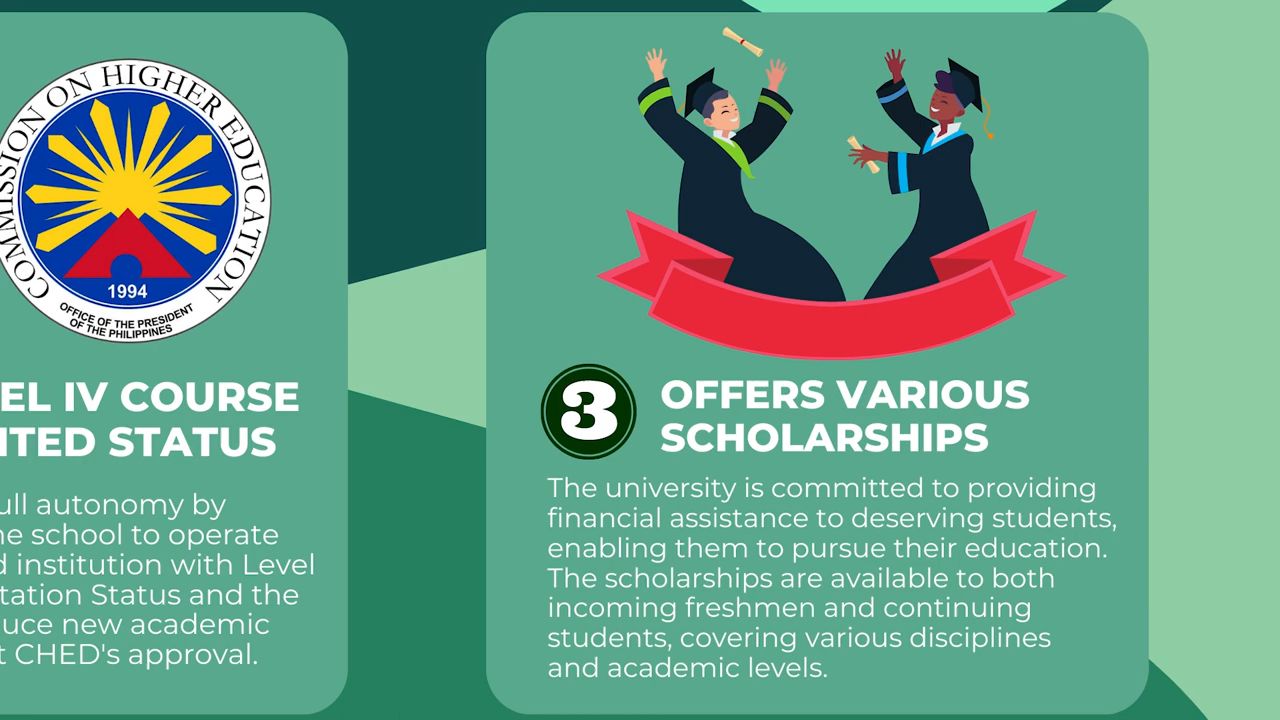 COMMISSION ON HIGHER EDUCATION
1994
OFFICE OF THE PRESIDENT
OF THE PHILIPPINES
EL IV COURSE
ITED STATUS
ull autonomy by
he school to operate
d institution with Level
tation Status and the
uce new academic
t CHED's approval.
3
OFFERS VARIOUS
SCHOLARSHIPS
The university is committed to providing
financial assistance to deserving students,
enabling them to pursue their education.
The scholarships are available to both
incoming freshmen and continuing
students, covering various disciplines
and academic levels.